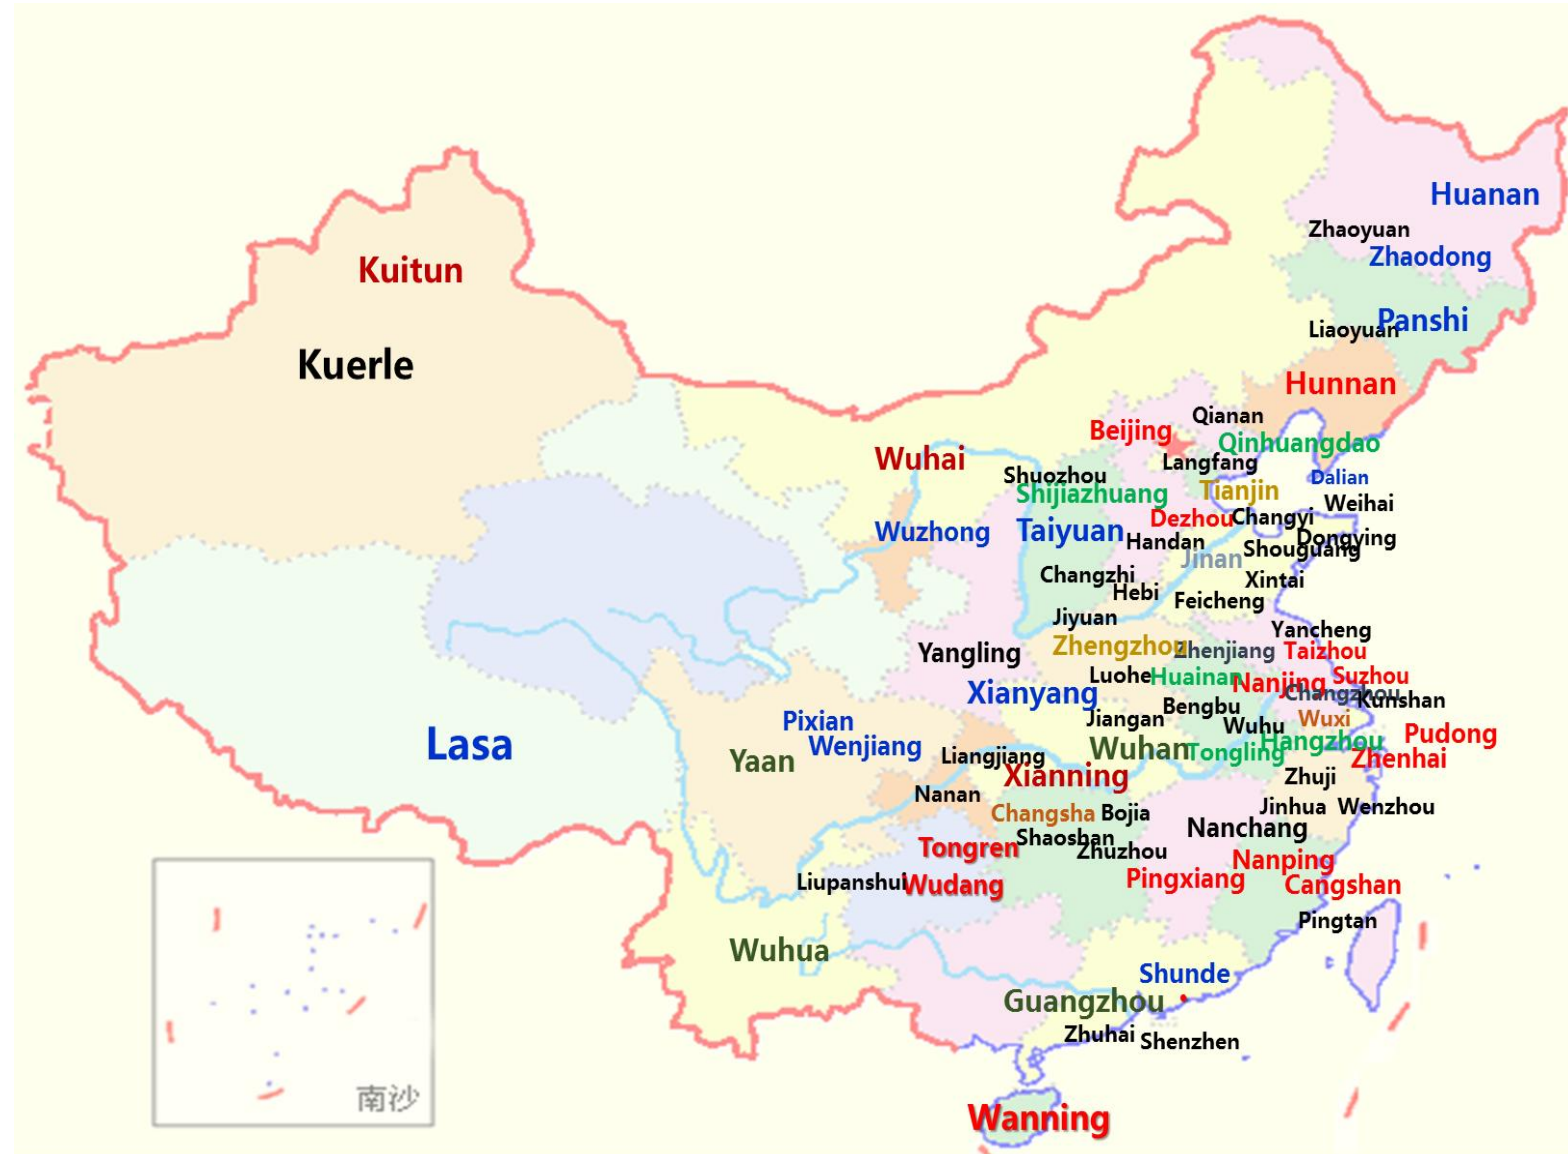 Huanan
Zhaoyuan
Zhaodong
Kuitun
Panshi
Liaoyuan
Kuerle
Hunnan
Qianan
Beijing
Qinhuangdao
Wuhai
Langfang
Shuozhou
Dalian
Shijiazhuang
Tianjin
Weihai
Dezhou
Changyi
Wuzhong
Taiyuan
Handan
Dongying
Shouguang
Jinan
Changzhi
Xintai
Hebi
Feicheng
Jiyuan
Yancheng
Zhengzhou
Zhenjiang
Taizhou
Yangling
Luohe
Huainan
Suzhou
Nanjing
Changzhou
Xianyang
Kunshan
Bengbu
Pixian
Jiangan
Wuxi
Wuhu
Pudong
Hangzhou
Lasa
Wenjiang
Wuhan
Tongling
Liangjiang
Zhenhai
Yaan
Xianning
Zhuji
Nanan
Jinhua
Wenzhou
Changsha
Bojia
Nanchang
Shaoshan
Tongren
Zhuzhou
Nanping
Liupanshui
Wudang
Pingxiang
Cangshan
Pingtan
Wuhua
Shunde
Guangzhou
Zhuhai
Shenzhen
南沙
Wanning